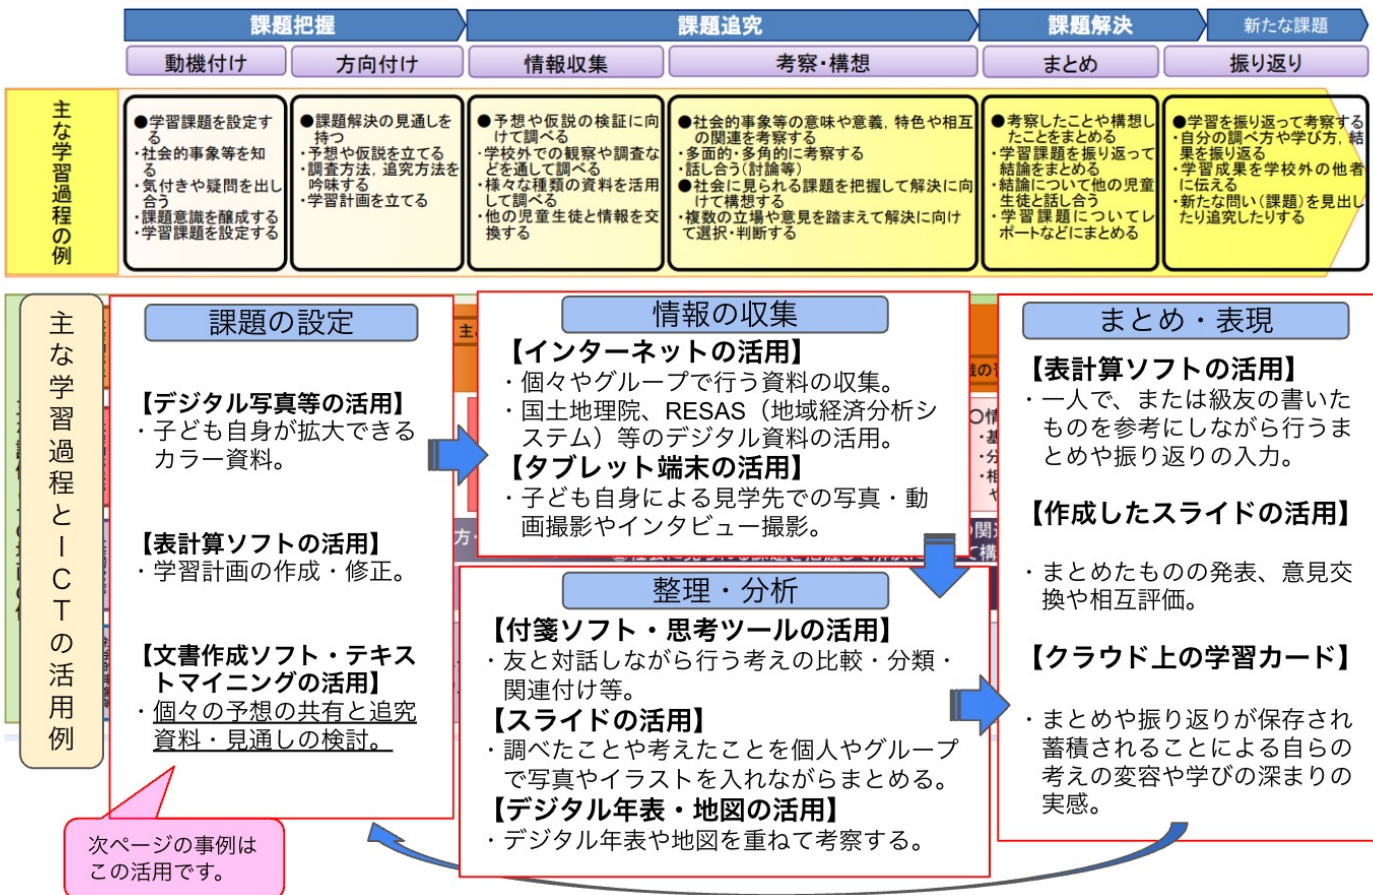 課題把握
課題追究
課題解決
新たな課題
動機付け
方向付け
情報収集
考察・構想
まとめ
振り返り
主な学習過程の例
●学習課題を設定す
る
・社会的事象等を知
る
・気付きや疑問を出し
合う
・課題意識を醸成する
・学習課題を設定する
●課題解決の見通しを
持つ
・予想や仮説を立てる
・調査方法，追究方法を
吟味する
・学習計画を立てる
●予想や仮説の検証に向
けて調べる
・学校外での観察や調査な
どを通して調べる
・様々な種類の資料を活用
して調べる
・他の児童生徒と情報を交
換する
●社会的事象等の意味や意義，特色や相互
の関連を考察する
・多面的・多角的に考察する
・話し合う(討論等)
●社会に見られる課題を把握して解決に向
けて構想する
・複数の立場や意見を踏まえて解決に向け
て選択・判断する
●考察したことや構想し
たことをまとめる
・学習課題を振り返って
結論をまとめる
・結論について他の児童
生徒と話し合う
・学習課題についてレ
ポートなどにまとめる
●学習を振り返って考察する
・自分の調べ方や学び方，結
果を振り返る
・学習成果を学校外の他者
に伝える
・新たな問い(課題)を見出し
たり追究したりする
主な学習過程とＩＣＴの活用例
課題の設定
【デジタル写真等の活用】
・子ども自身が拡大できる
カラー資料。
【表計算ソフトの活用】
・学習計画の作成・修正。
【文書作成ソフト・テキス
トマイニングの活用】
・個々の予想の共有と追究
資料・見通しの検討。
次ページの事例は
この活用です。
情報の収集
【インターネットの活用】
・個々やグループで行う資料の収集。
・国土地理院、RESAS（地域経済分析シ
ステム）等のデジタル資料の活用。
【タブレット端末の活用】
・子ども自身による見学先での写真・動
画撮影やインタビュー撮影。
整理・分析
【付箋ソフト・思考ツールの活用】
・友と対話しながら行う考えの比較・分類・
関連付け等。
【スライドの活用】
・調べたことや考えたことを個人やグループ
で写真やイラストを入れながらまとめる。
【デジタル年表・地図の活用】
・デジタル年表や地図を重ねて考察する。
まとめ・表現
【表計算ソフトの活用】
・一人で、または級友の書いた
ものを参考にしながら行うま
とめや振り返りの入力。
【作成したスライドの活用】
・まとめたものの発表、意見交
換や相互評価。
【クラウド上の学習カード】
・まとめや振り返りが保存され
蓄積されることによる自らの
考えの変容や学びの深まりの
実感。